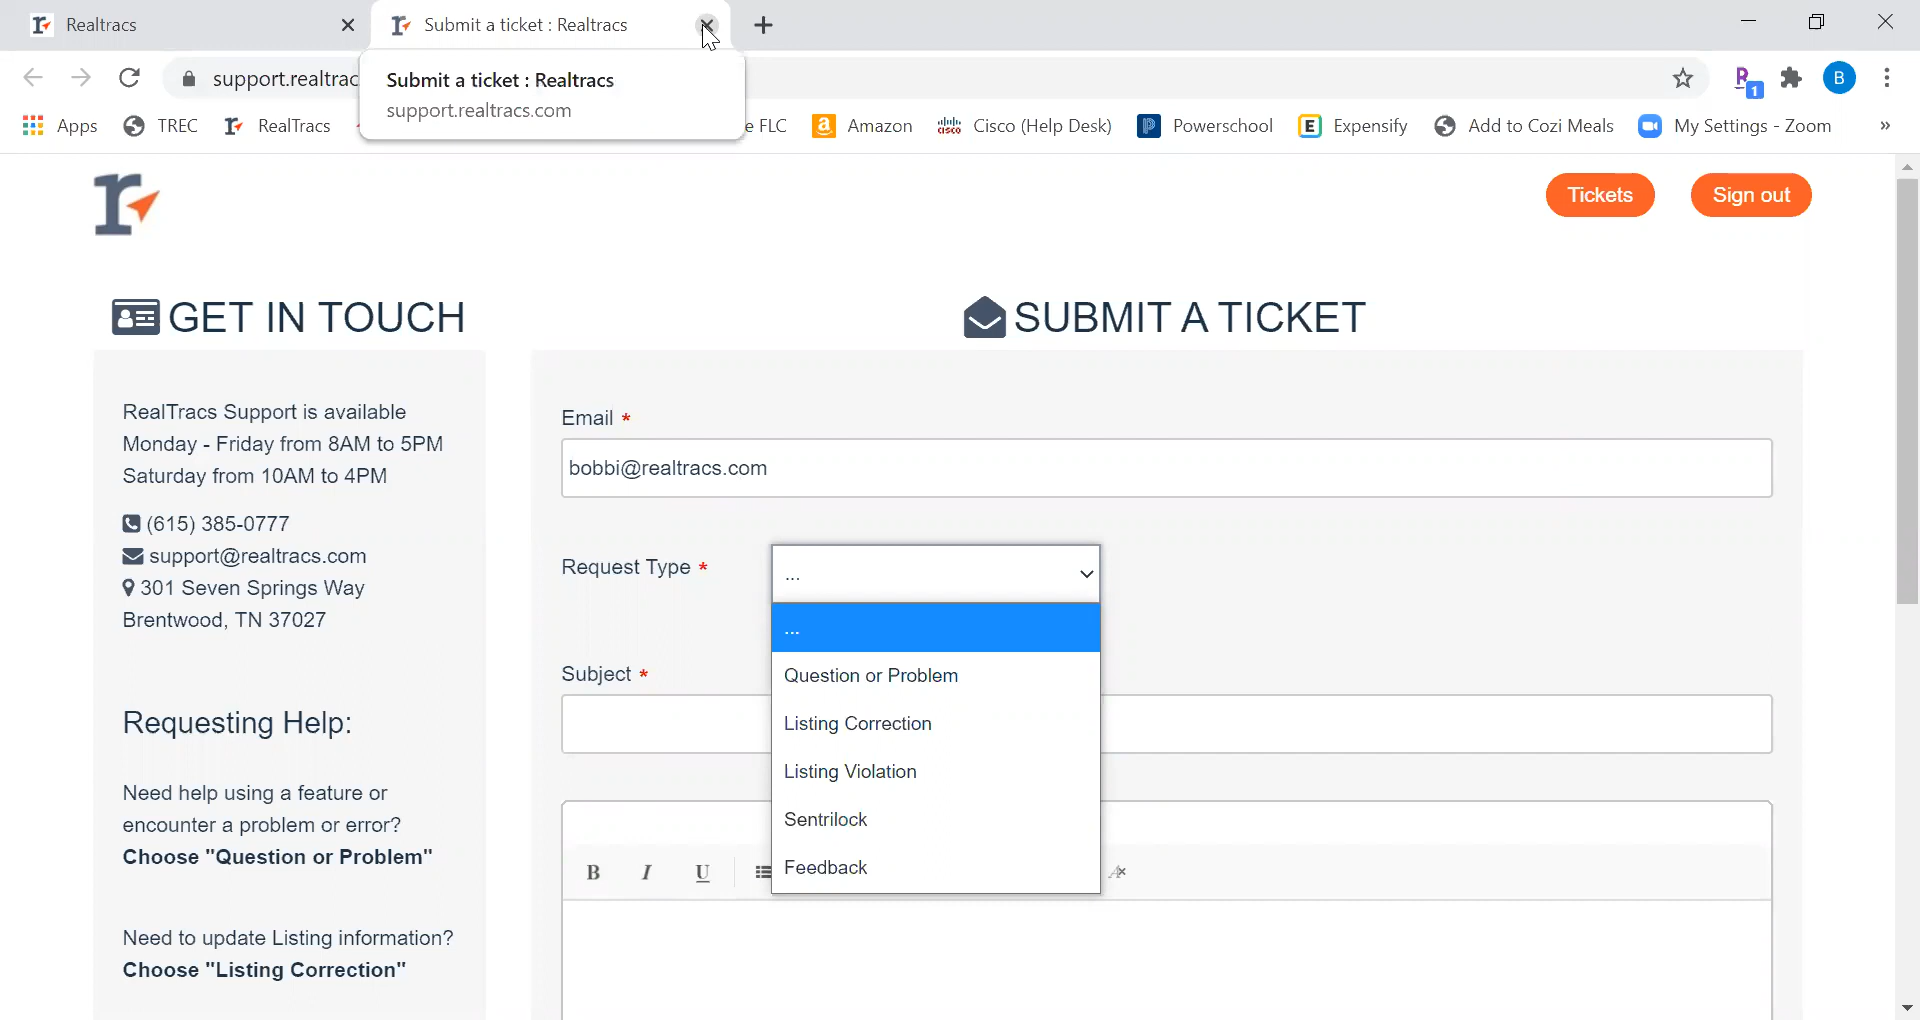 Realtracs
Submit a ticket : Realtracs
support.realtrac
Submit a ticket : Realtracs
support.realtracs.com
1
B
Apps
TREC
RealTracs
e FLC
Amazon
Cisco (Help Desk)
Powerschool
Expensify
Add to Cozi Meals
My Settings - Zoom
»
Tickets
Sign out
GET IN TOUCH
SUBMIT A TICKET
RealTracs Support is available
Monday - Friday from 8AM to 5PM
Saturday from 10AM to 4PM
(615) 385-0777
support@realtracs.com
301 Seven Springs Way
Brentwood, TN 37027
Requesting Help:
Need help using a feature or
encounter a problem or error?
Choose "Question or Problem"
Need to update Listing information?
Choose "Listing Correction"
Email *
bobbi@realtracs.com
Request Type *
...
...
Question or Problem
Listing Correction
Listing Violation
Sentrilock
Feedback
Subject *
B I U